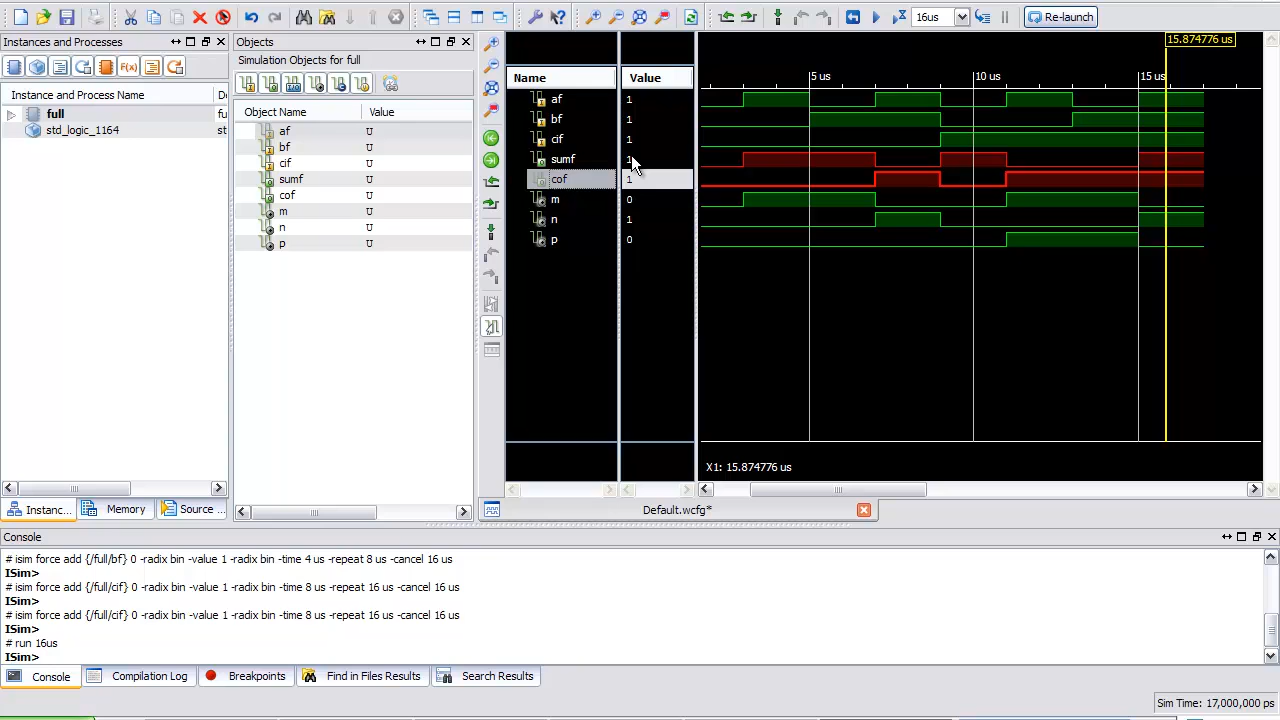 16us
Re-launch
Instances and Processes
Objects
Simulation Objects for full
Instance and Process Name
De
full
fu
std_logic_1164
st
Object Name Value
af U
bf U
cif U
sumf U
cof U
m U
n U
p U
Name Value
af 1
bf 1
cif 1
sumf 1
cof 1
m 0
n 1
p 0
15.874776 us
5 us 10 us 15 us
X1: 15.874776 us
Instanc... Memory Source ...
Default.wcfg*
Console
# isim force add {/full/bf} 0 -radix bin -value 1 -radix bin -time 4 us -repeat 8 us -cancel 16 us
ISim>
# isim force add {/full/cif} 0 -radix bin -value 1 -radix bin -time 8 us -repeat 16 us -cancel 16 us
ISim>
# isim force add {/full/cif} 0 -radix bin -value 1 -radix bin -time 8 us -repeat 16 us -cancel 16 us
ISim>
# run 16us
ISim>
Console Compilation Log Breakpoints Find in Files Results Search Results
Sim Time: 17,000,000 ps